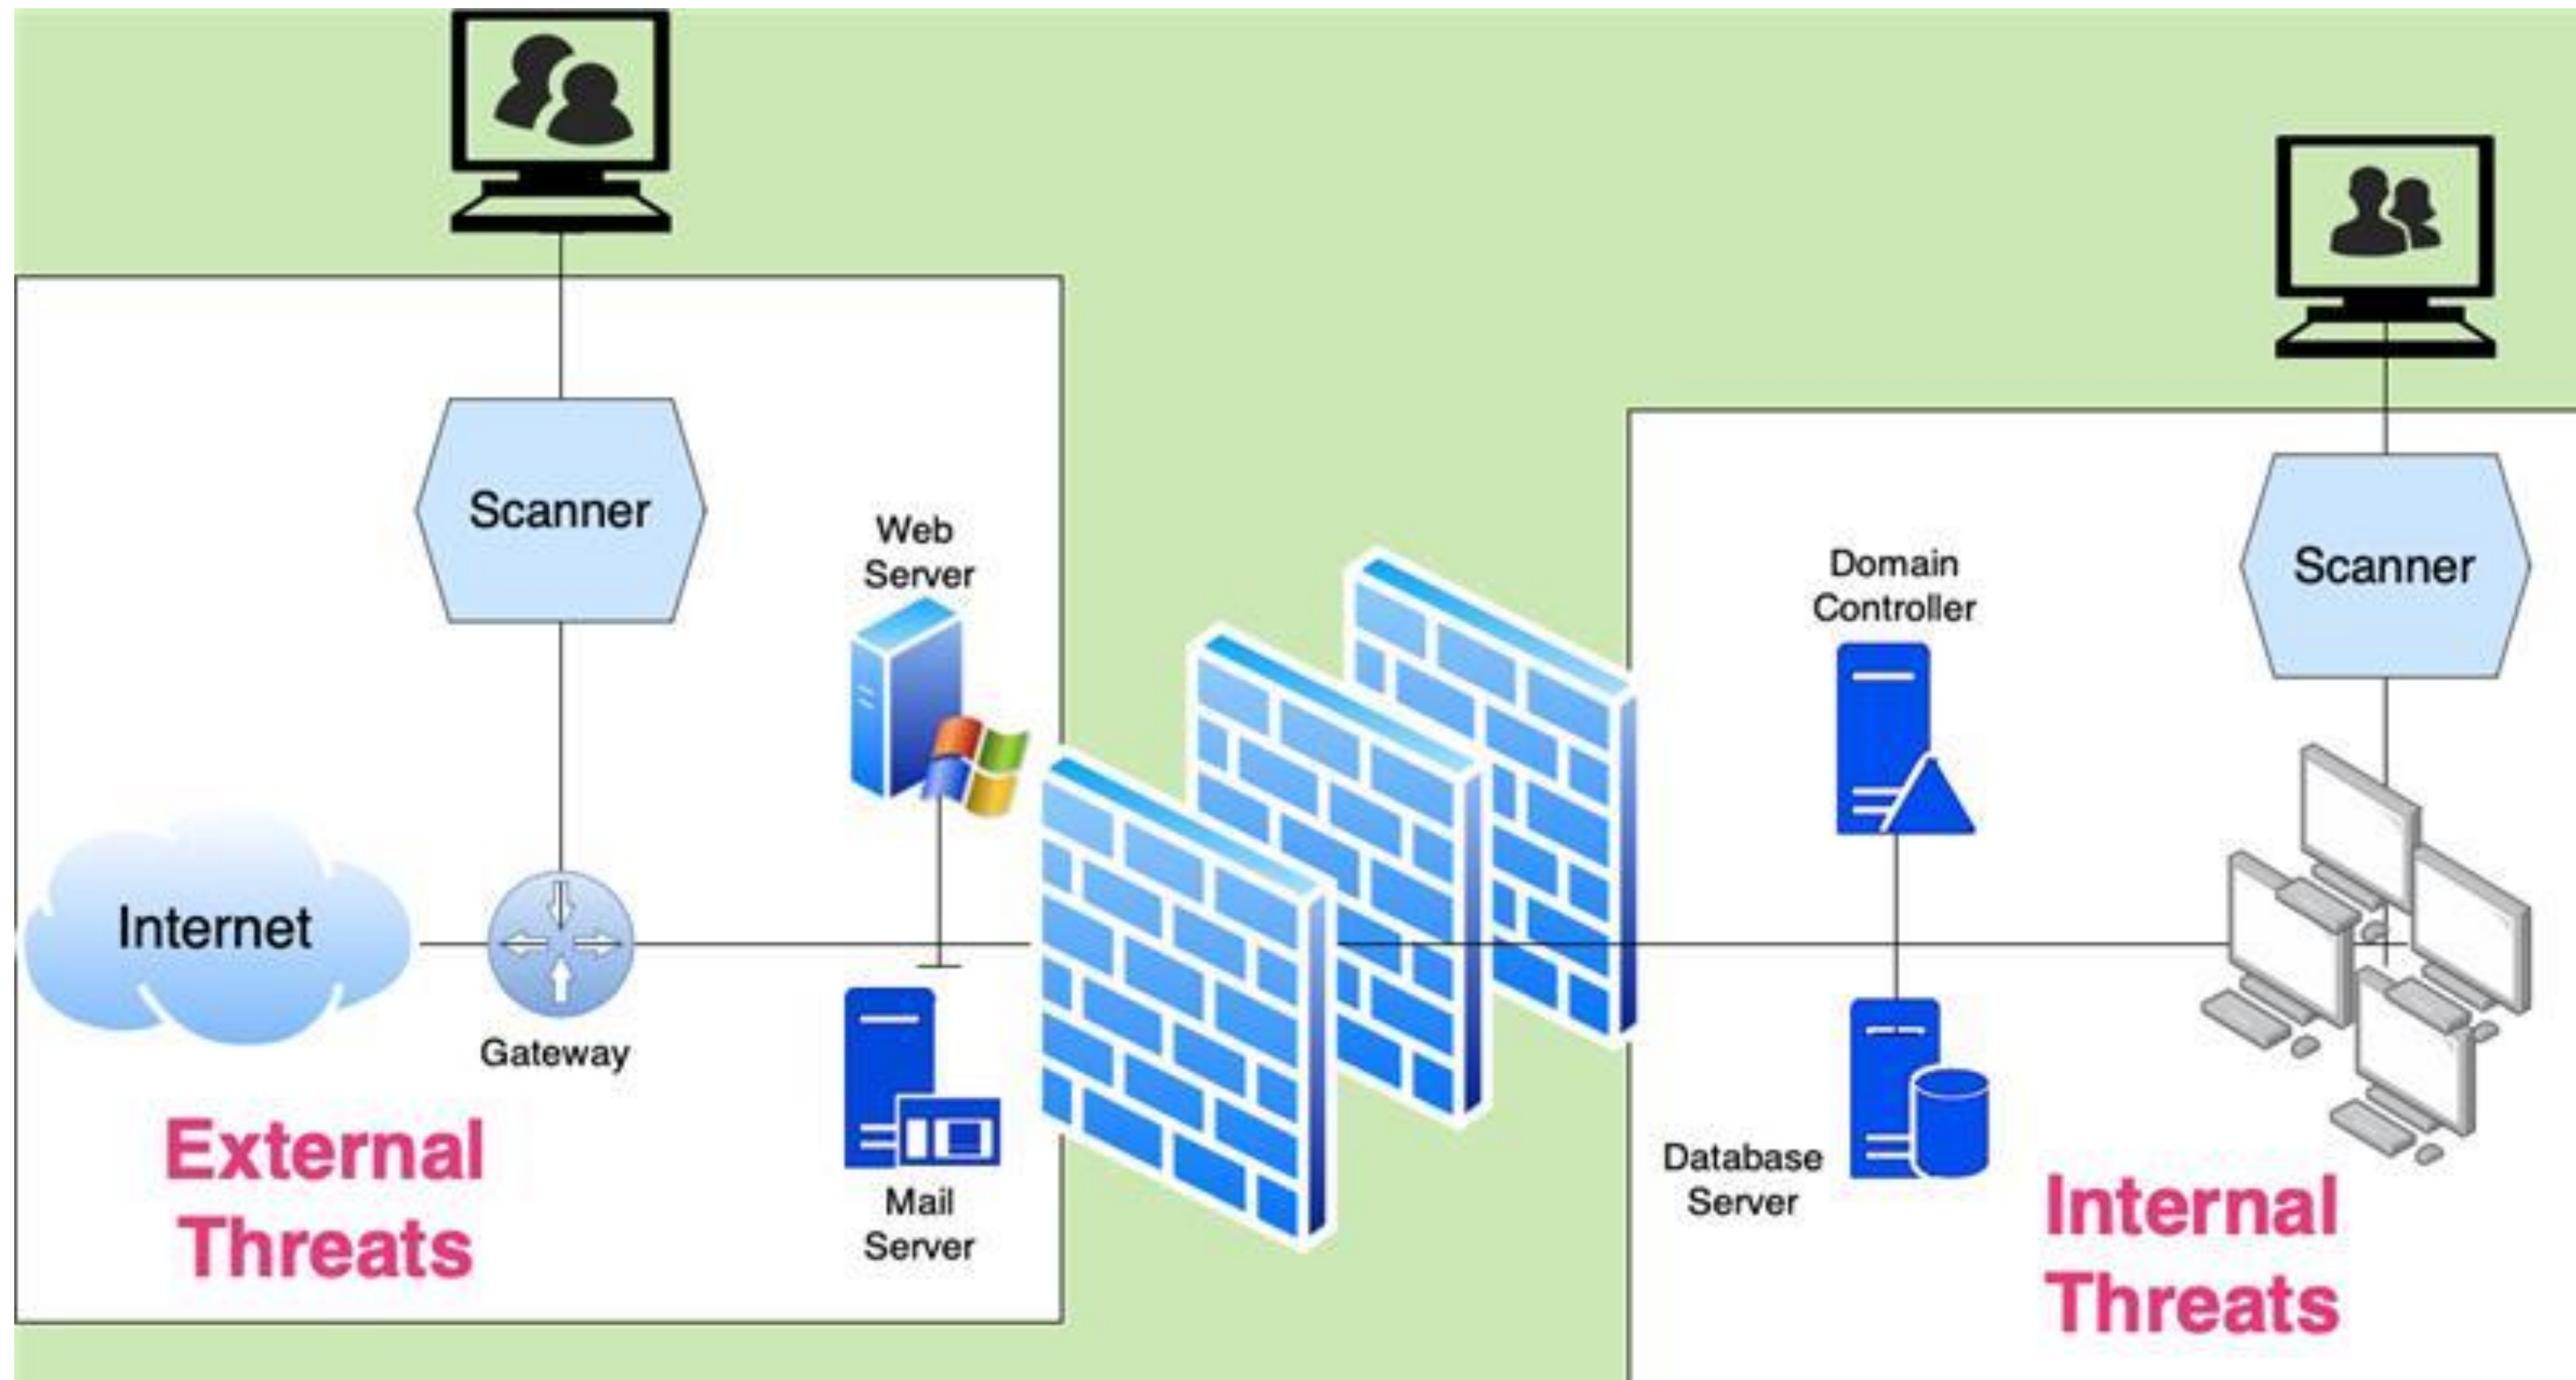 Scanner
Web
Server
Internet
Gateway
Mail
Server
External
Threats
Domain
Controller
Scanner
Database
Server
Internal
Threats